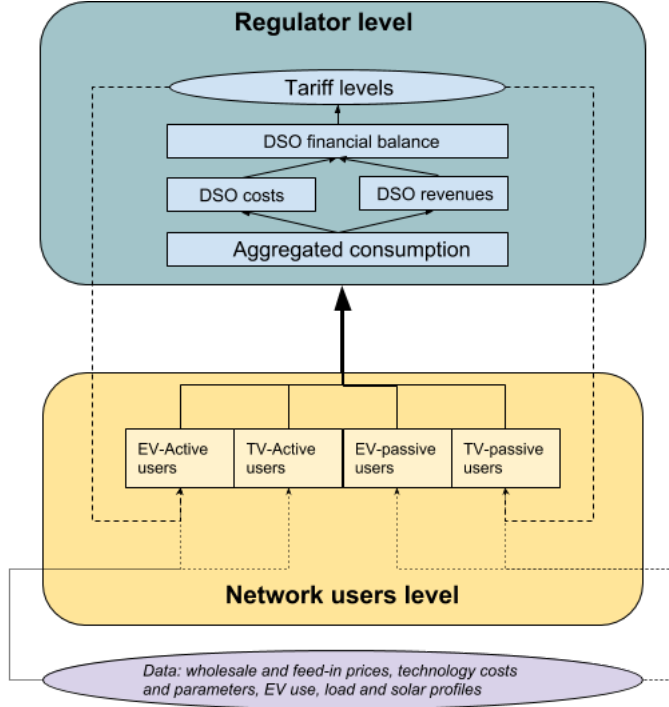 Regulator level
Tariff levels
DSO financial balance
DSO costs
DSO revenues
Aggregated consumption
EV-Active
users
TV-Active
users
EV-passive
users
TV-passive
users
Network users level
Data: wholesale and feed-in prices, technology costs
and parameters, EV use, load and solar profiles